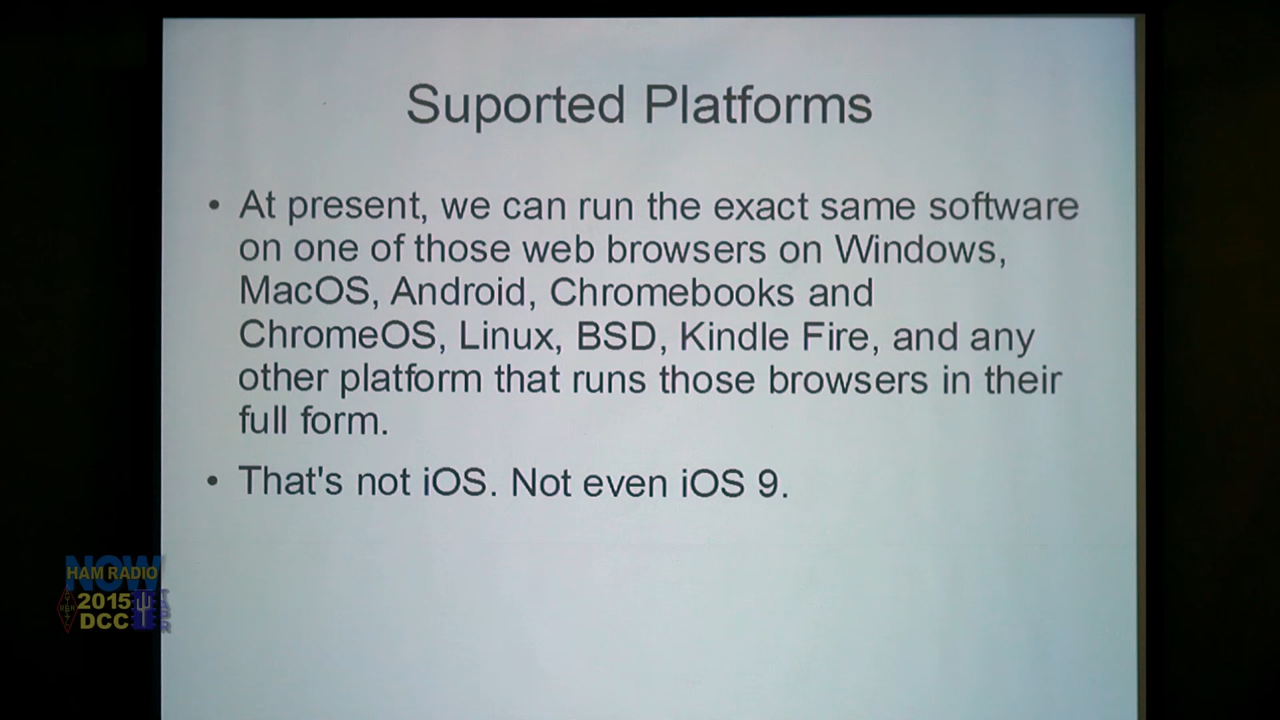 Suported Platforms
• At present, we can run the exact same software
on one of those web browsers on Windows,
MacOS, Android, Chromebooks and
ChromeOS, Linux, BSD, Kindle Fire, and any
other platform that runs those browsers in their
full form.
• That's not iOS. Not even iOS 9.
NOW
HAM RADIO
2015
DCC
TAPR